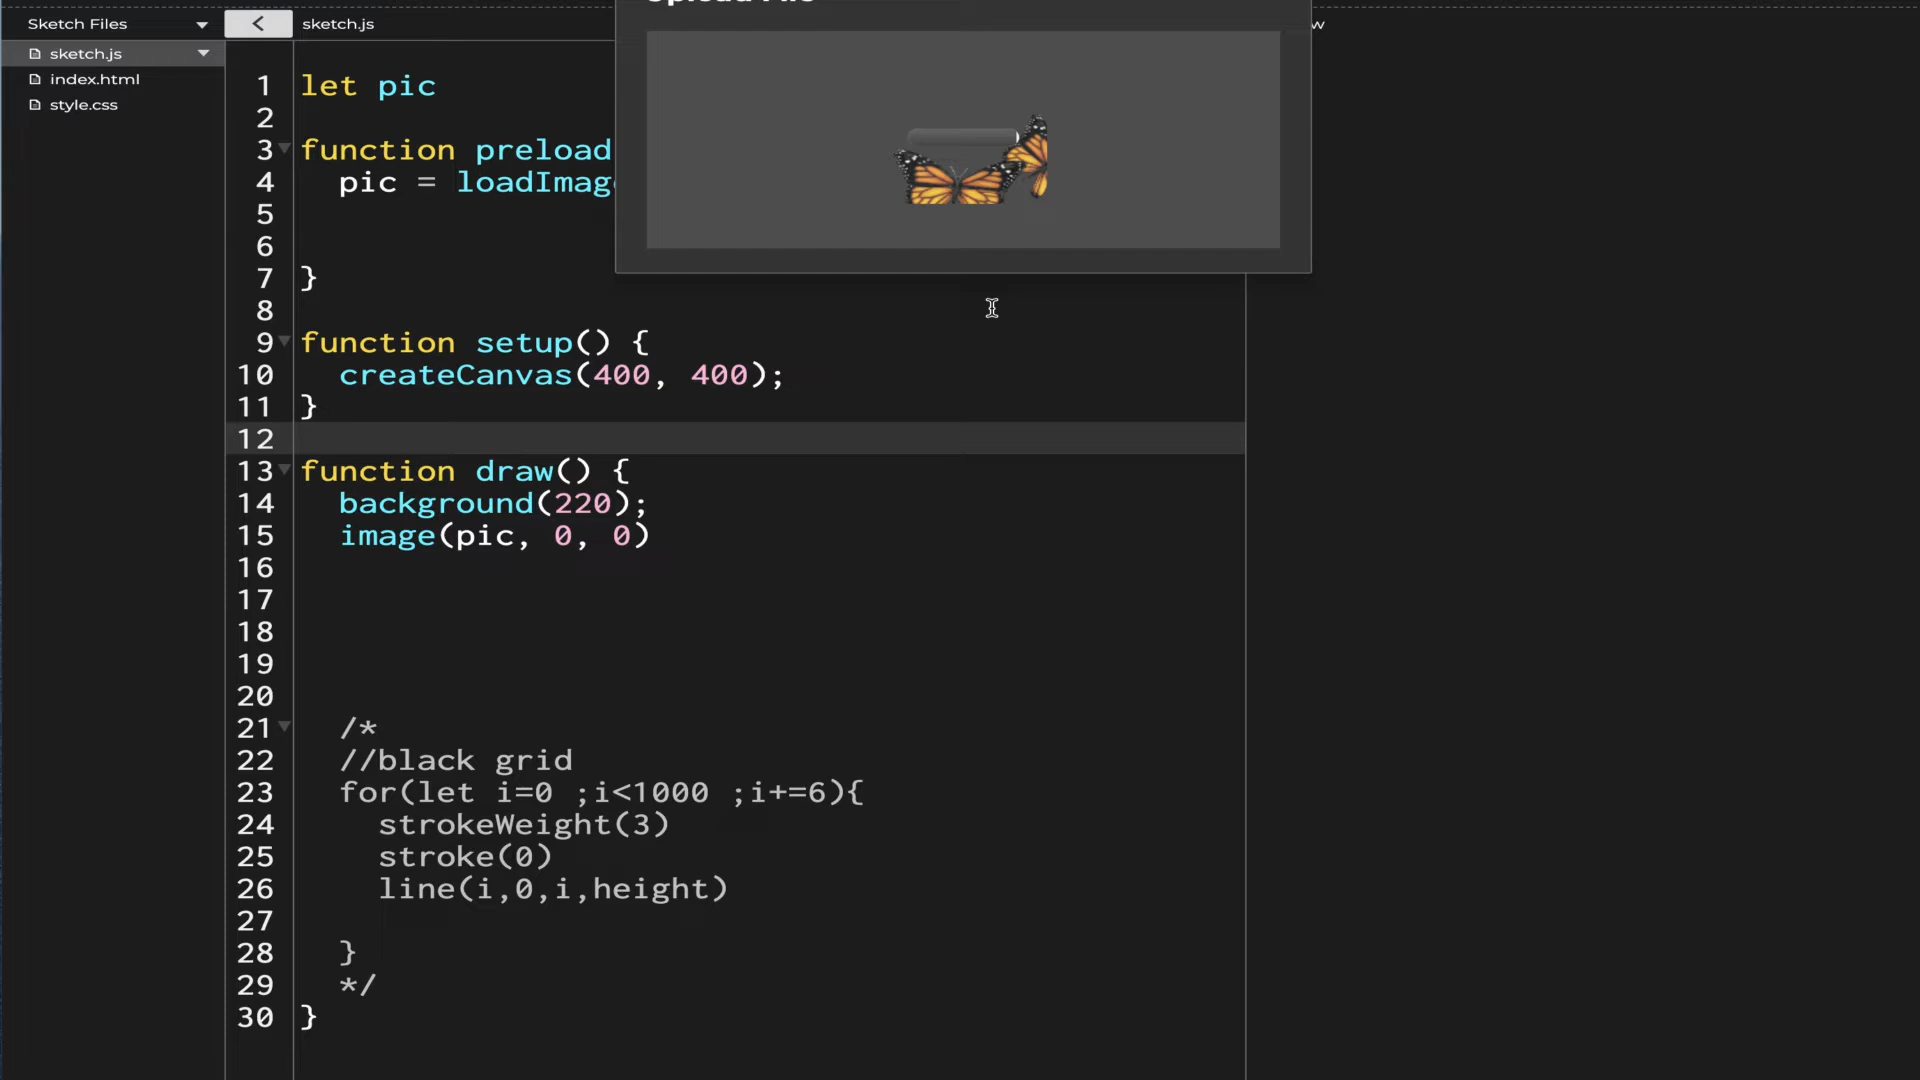 Sketch Files
sketch.js
sketch.js
index.html
style.css
Upload File
w
1 let pic
2
3 function preload
4 pic = loadImag
5
6
7 }
8
9 function setup() {
10 createCanvas(400, 400);
11 }
12
13 function draw() {
14 background(220);
15 image(pic, 0, 0)
16
17
18
19
20
21 /*
22 //black grid
23 for(let i=0 ;i<1000 ;i+=6){
24 strokeWeight(3)
25 stroke(0)
26 line(i,0,i,height)
27
28 }
29 */
30 }